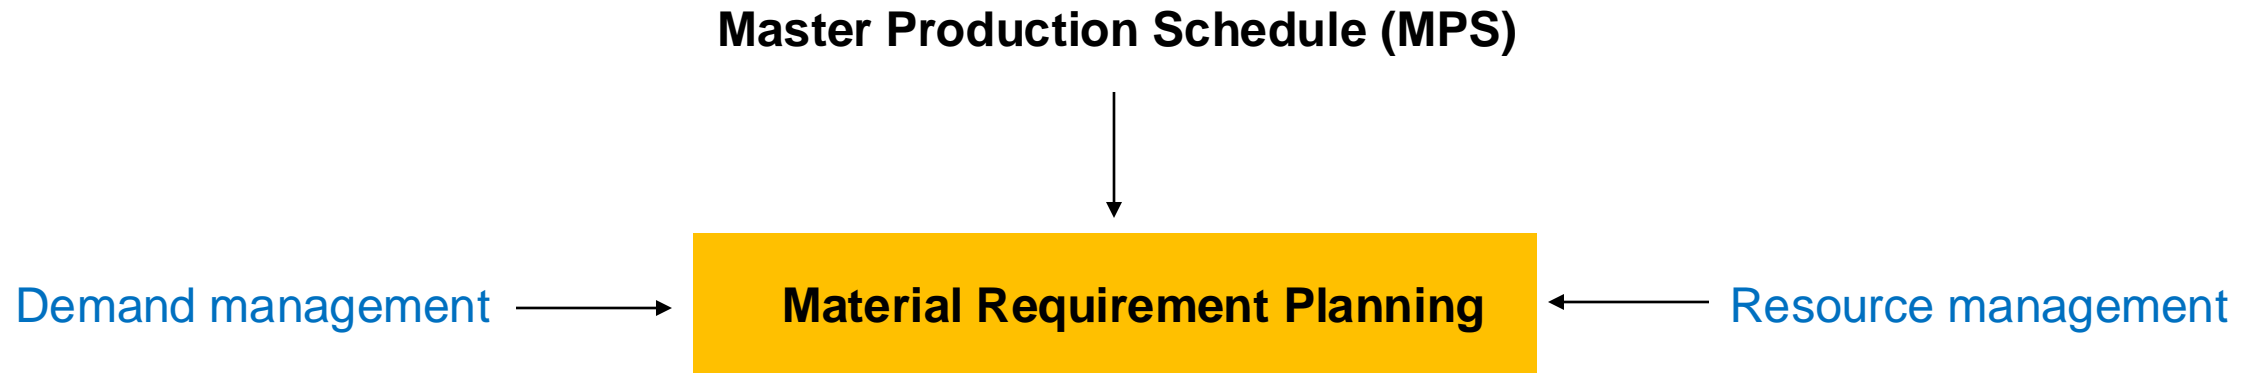 Master Production Schedule (MPS)
Demand management
Material Requirement Planning
Resource management